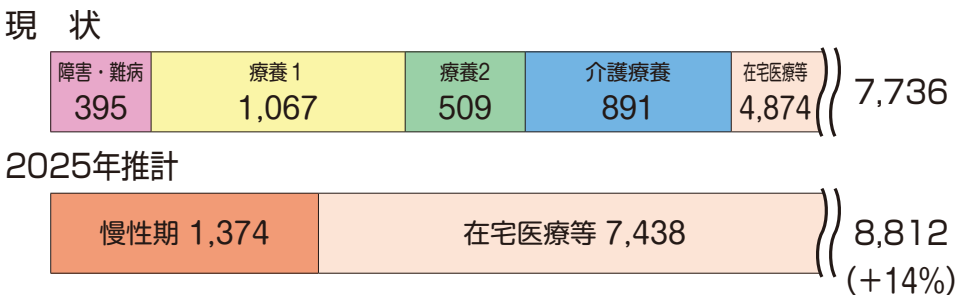 現 状
障害・難病 療養1 療養2 介護療養 在宅医療等
395 1,067 509 891 4,874 7,736
2025年推計
慢性期 1,374 在宅医療等 7,438 8,812
(+14%)